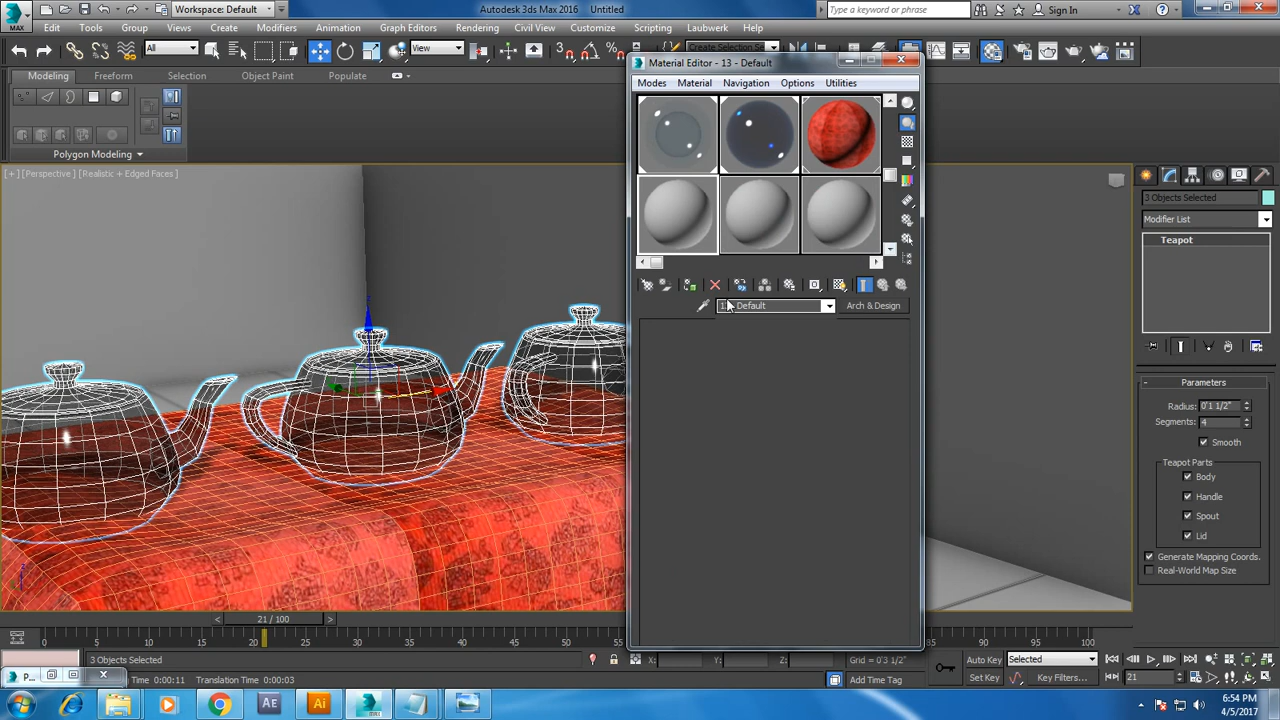 Workspace: Default
Autodesk 3ds Max 2016 Untitled
Type a keyword or phrase
Sign In
MAX
Edit Tools Group Views Create Modifiers Animation Graph Editors Rendering Civil View Customize Scripting Laubwerk Help
All
View
Create Selection Se
Modeling Freeform Selection Object Paint Populate
Polygon Modeling
[+] [Perspective] [Realistic + Edged Faces]
Material Editor - 13 - Default
Modes Material Navigation Options Utilities
Default
Arch & Design
3 Objects Selected
Modifier List
Teapot
Parameters
Radius: 0'1 1/2"
Segments: 4
Smooth
Teapot Parts
Body
Handle
Spout
Lid
Generate Mapping Coords.
Real-World Map Size
21 / 100
0 5 10 15 20 25 30 35 40 45 50 55 85 90 95 100
3 Objects Selected
X: Y: Z: Grid = 0'3 1/2"
Auto Key Selected
P...
Time 0:00:11 Translation Time 0:00:03
Add Time Tag
Set Key Key Filters... 21
Ae Ai
6:54 PM
4/5/2017